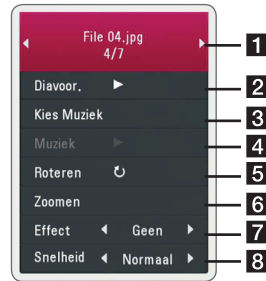 File 04.jpg 1
4/7
Diavoor. 2
Kies Muziek 3
Muziek 4
Roteren 5
Zoomen 6
Effect Geen 7
Snelheid Normaal 8